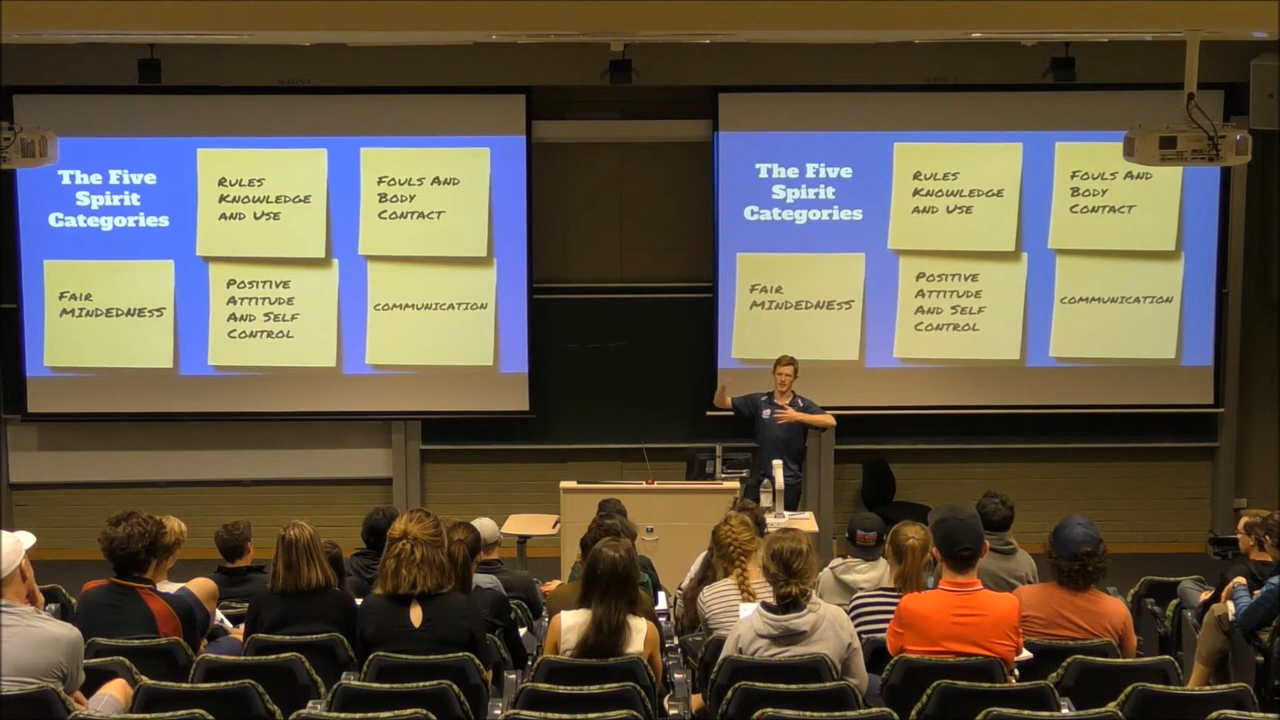 The Five
Spirit
Categories
RULES
KNOWLEDGE
AND USE
FOULS AND
BODY
CONTACT
FAIR
MINDEDNESS
POSITIVE
ATTITUDE
AND SELF
CONTROL
COMMUNICATION
The Five
Spirit
Categories
RULES
KNOWLEDGE
AND USE
FOULS AND
BODY
CONTACT
FAIR
MINDEDNESS
POSITIVE
ATTITUDE
AND SELF
CONTROL
COMMUNICATION